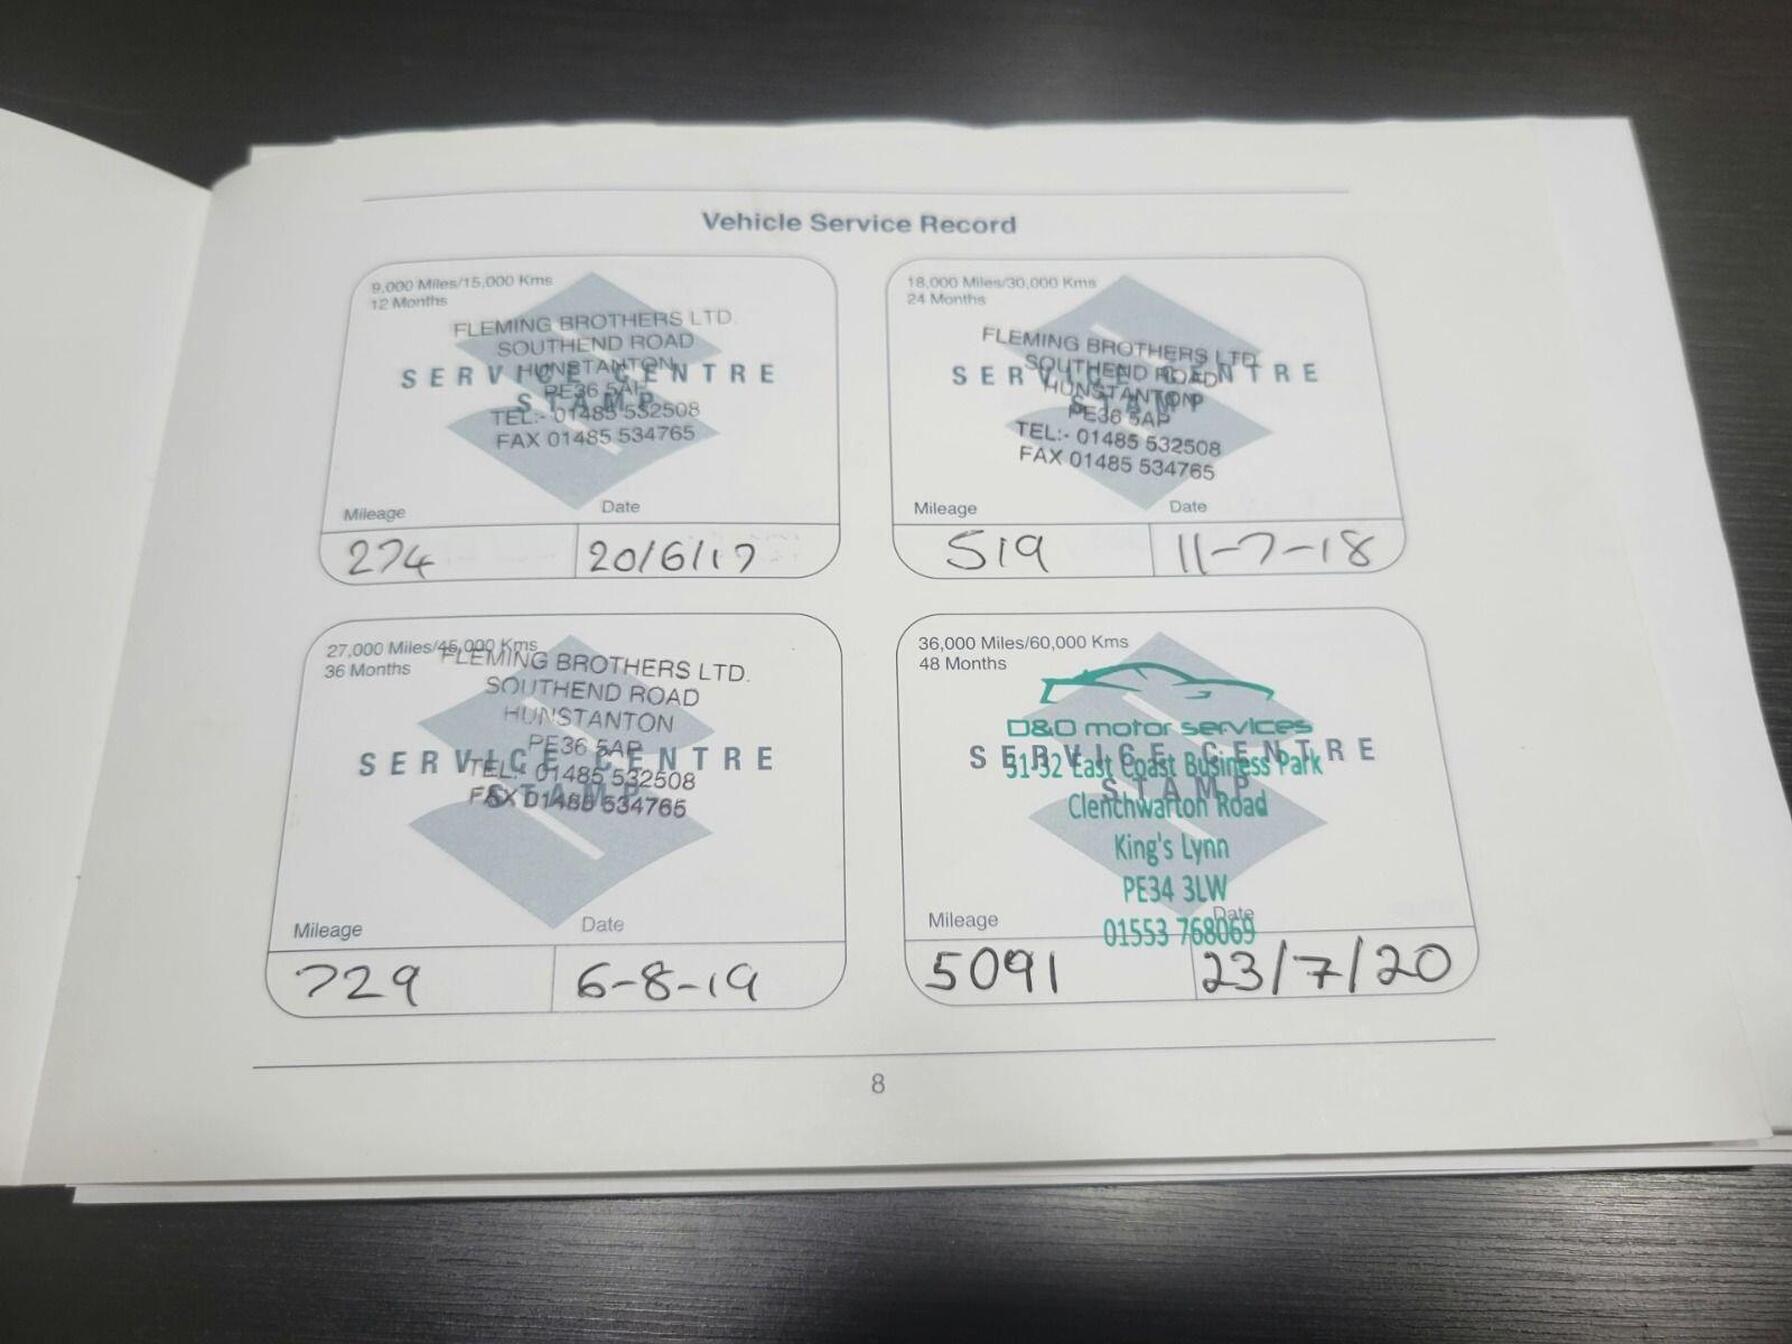 Vehicle Service Record
9,000 Miles/15,000 Kms
12 Months
FLEMING BROTHERS LTD.
SOUTHEND ROAD
HUNSTANTON
SERVICE CENTRE
PE36 5AP
STAMP
TEL:- 01485 532508
FAX 01485 534765
Mileage Date
274 20/6/17
18,000 Miles/30,000 Kms
24 Months
FLEMING BROTHERS LTD.
SOUTHEND ROAD
SERVICE CENTRE
HUNSTANTON
STAMP
PE36 5AP
TEL:- 01485 532508
FAX 01485 534765
Mileage Date
519 11-7-18
27,000 Miles/45,000 Kms
36 Months
FLEMING BROTHERS LTD.
SOUTHEND ROAD
HUNSTANTON
PE36 5AP
SERVICE CENTRE
TEL:- 01485 532508
STAMP
FAX 01485 534765
Mileage Date
729 6-8-19
36,000 Miles/60,000 Kms
48 Months
D&D motor services
SERVICE CENTRE
51-52 East Coast Business Park
STAMP
Clenchwarton Road
King's Lynn
PE34 3LW
Mileage Date
01553 768069
5091 23/7/20
8